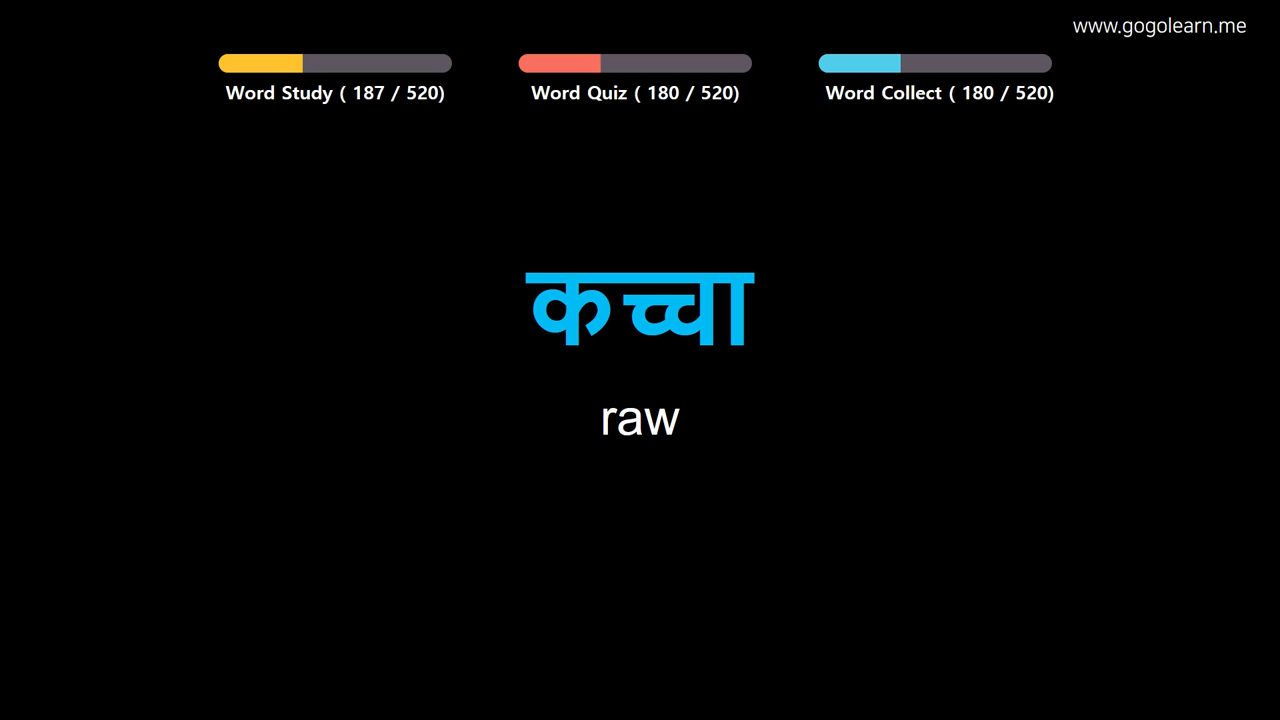 www.gogolearn.me
Word Study ( 187 / 520)
Word Quiz ( 180 / 520)
Word Collect ( 180 / 520)
कच्चा
raw